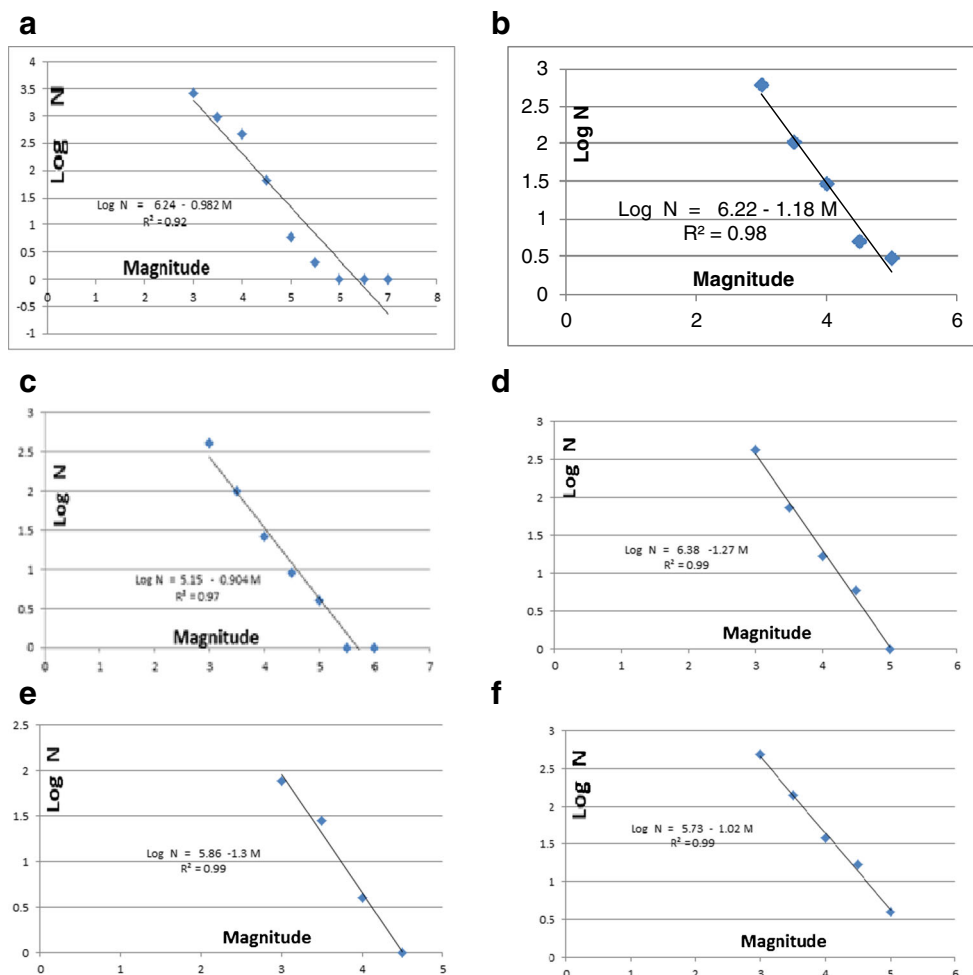 a
4
3.5
3
2.5
2
1.5
1
0.5
0
-0.5
-1
Log N
Log N = 624 - 0.982 M
R² = 0.92
Magnitude
0 1 2 3 4 5 6 7 8
b
3
2.5
2
1.5
1
0.5
0
Log N
Log N = 6.22 - 1.18 M
R² = 0.98
Magnitude
0 2 4 6
c
3
2.5
2
1.5
1
0.5
0
Log N
Log N = 5.15 - 0.904 M
R² = 0.97
Magnitude
0 1 2 3 4 5 6 7
d
3
2.5
2
1.5
1
0.5
0
Log N
Log N = 6.38 -1.27 M
R² = 0.99
Magnitude
0 1 2 3 4 5 6
e
2.5
2
1.5
1
0.5
0
Log N
Log N = 5.86 -1.3 M
R² = 0.99
Magnitude
0 1 2 3 4 5
f
3
2.5
2
1.5
1
0.5
0
Log N
Log N = 5.73 - 1.02 M
R² = 0.99
Magnitude
0 1 2 3 4 5 6